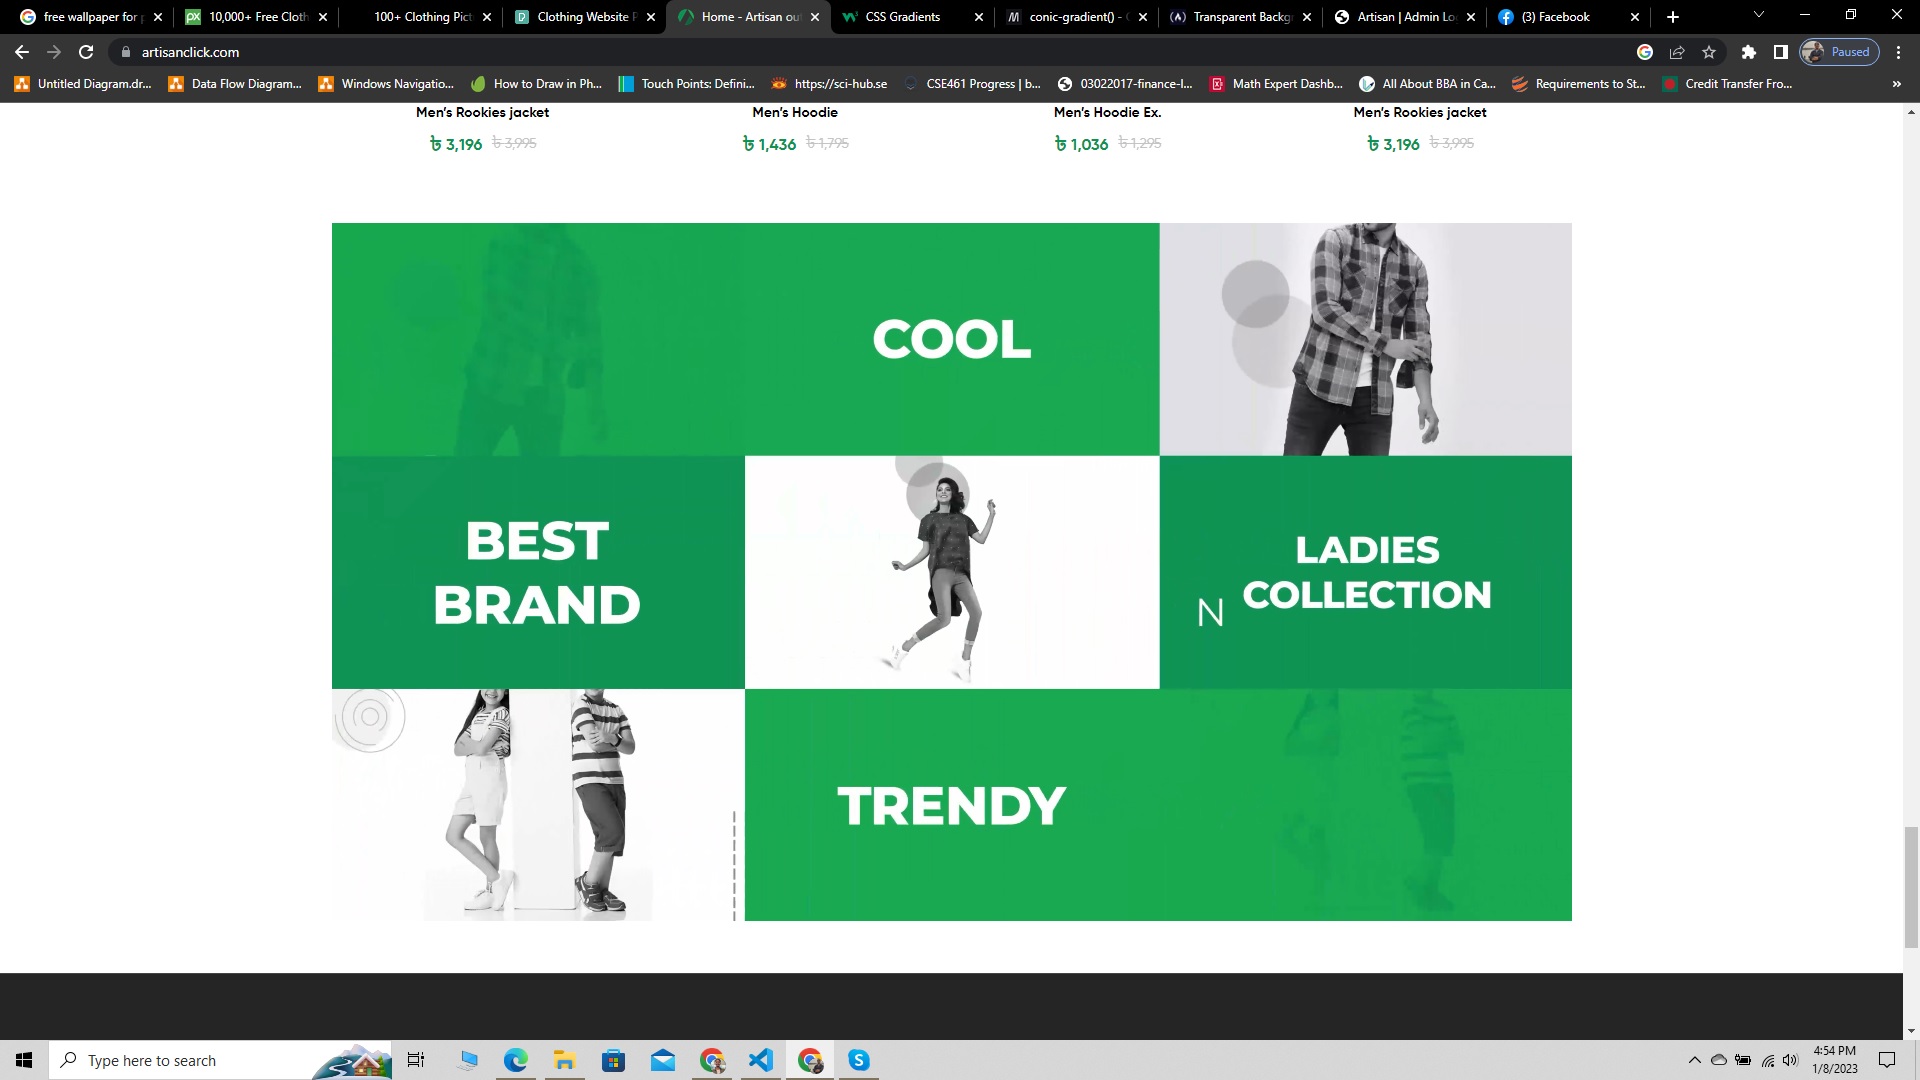 free wallpaper for p
10,000+ Free Cloth
100+ Clothing Pict
Clothing Website P
Home - Artisan ou
CSS Gradients
conic-gradient() - C
Transparent Backg
Artisan | Admin Lo
(3) Facebook
artisanclick.com
Paused
Untitled Diagram.dr...
Data Flow Diagram...
Windows Navigatio...
How to Draw in Ph...
Touch Points: Defini...
https://sci-hub.se
CSE461 Progress | b...
03022017-finance-l...
Math Expert Dashb...
All About BBA in Ca...
Requirements to St...
Credit Transfer Fro...
»
Men's Rookies jacket
Men's Hoodie
Men's Hoodie Ex.
Men's Rookies jacket
৳ 3,196 ৳ 3,995
৳ 1,436 ৳ 1,795
৳ 1,036 ৳ 1,295
৳ 3,196 ৳ 3,995
COOL
BEST
BRAND
LADIES
N COLLECTION
TRENDY
Type here to search
4:54 PM
1/8/2023